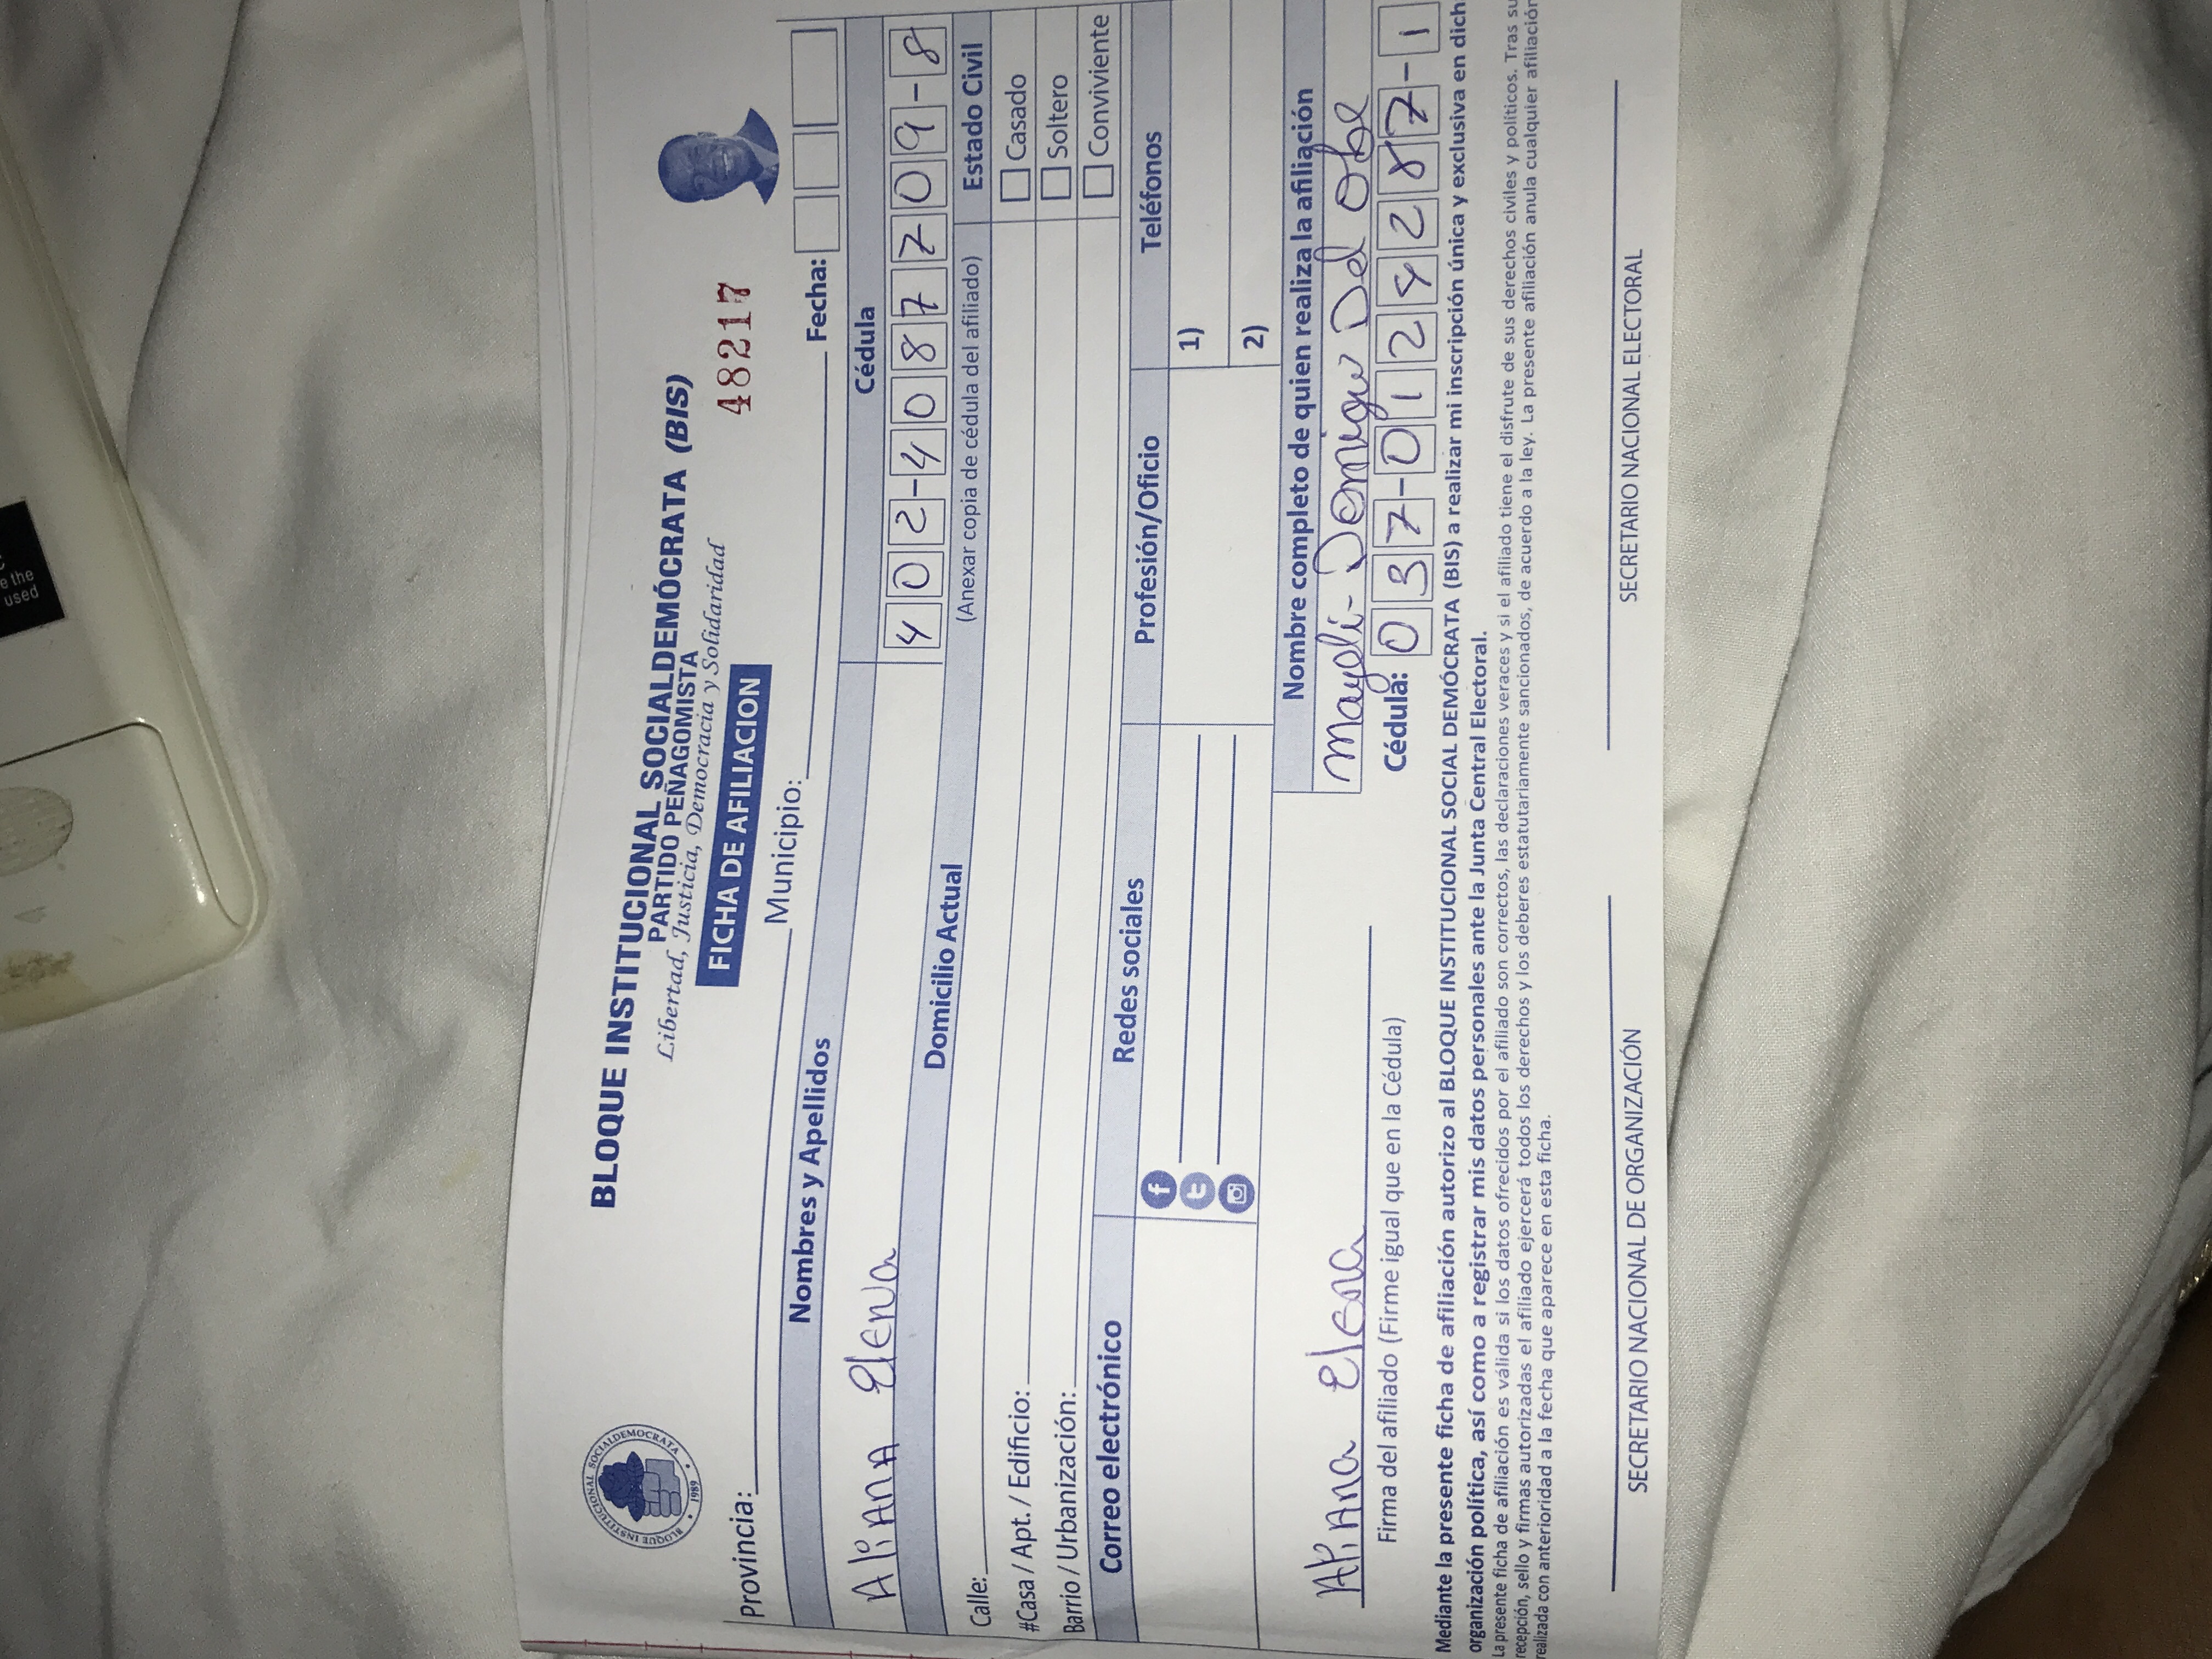 BLOQUE INSTITUCIONAL SOCIALDEMÓCRATA (BIS)
PARTIDO PEÑAGOMISTA
Libertad, Justicia, Democracia y Solidaridad
FICHA DE AFILIACION
48217
BLOQUE INSTITUCIONAL SOCIALDEMOCRATA
1989
Provincia: Municipio: Fecha:
Nombres y Apellidos Cédula
Aliana Elena 402-4087709-8
Domicilio Actual (Anexar copia de cédula del afiliado) Estado Civil
Calle: Casado
#Casa / Apt. / Edificio: Soltero
Barrio / Urbanización: Conviviente
Correo electrónico Redes sociales Profesión/Oficio Teléfonos
1)
2)
Nombre completo de quien realiza la afiliación
Mayeli
Cédula: 037-0124287-1
Aliana Elena
Firma del afiliado (Firme igual que en la Cédula)
Mediante la presente ficha de afiliación autorizo al BLOQUE INSTITUCIONAL SOCIAL DEMÓCRATA (BIS) a realizar mi inscripción única y exclusiva en dich
organización política, así como a registrar mis datos personales ante la Junta Central Electoral.
La presente ficha de afiliación es válida si los datos ofrecidos por el afiliado son correctos, las declaraciones veraces y si el afiliado tiene el disfrute de sus derechos civiles y políticos. Tras su
recepción, sello y firmas autorizadas el afiliado ejercerá todos los derechos y los deberes estatutariamente sancionados, de acuerdo a la ley. La presente afiliación anula cualquier afiliación
realizada con anterioridad a la fecha que aparece en esta ficha.
SECRETARIO NACIONAL DE ORGANIZACIÓN SECRETARIO NACIONAL ELECTORAL
e the
used